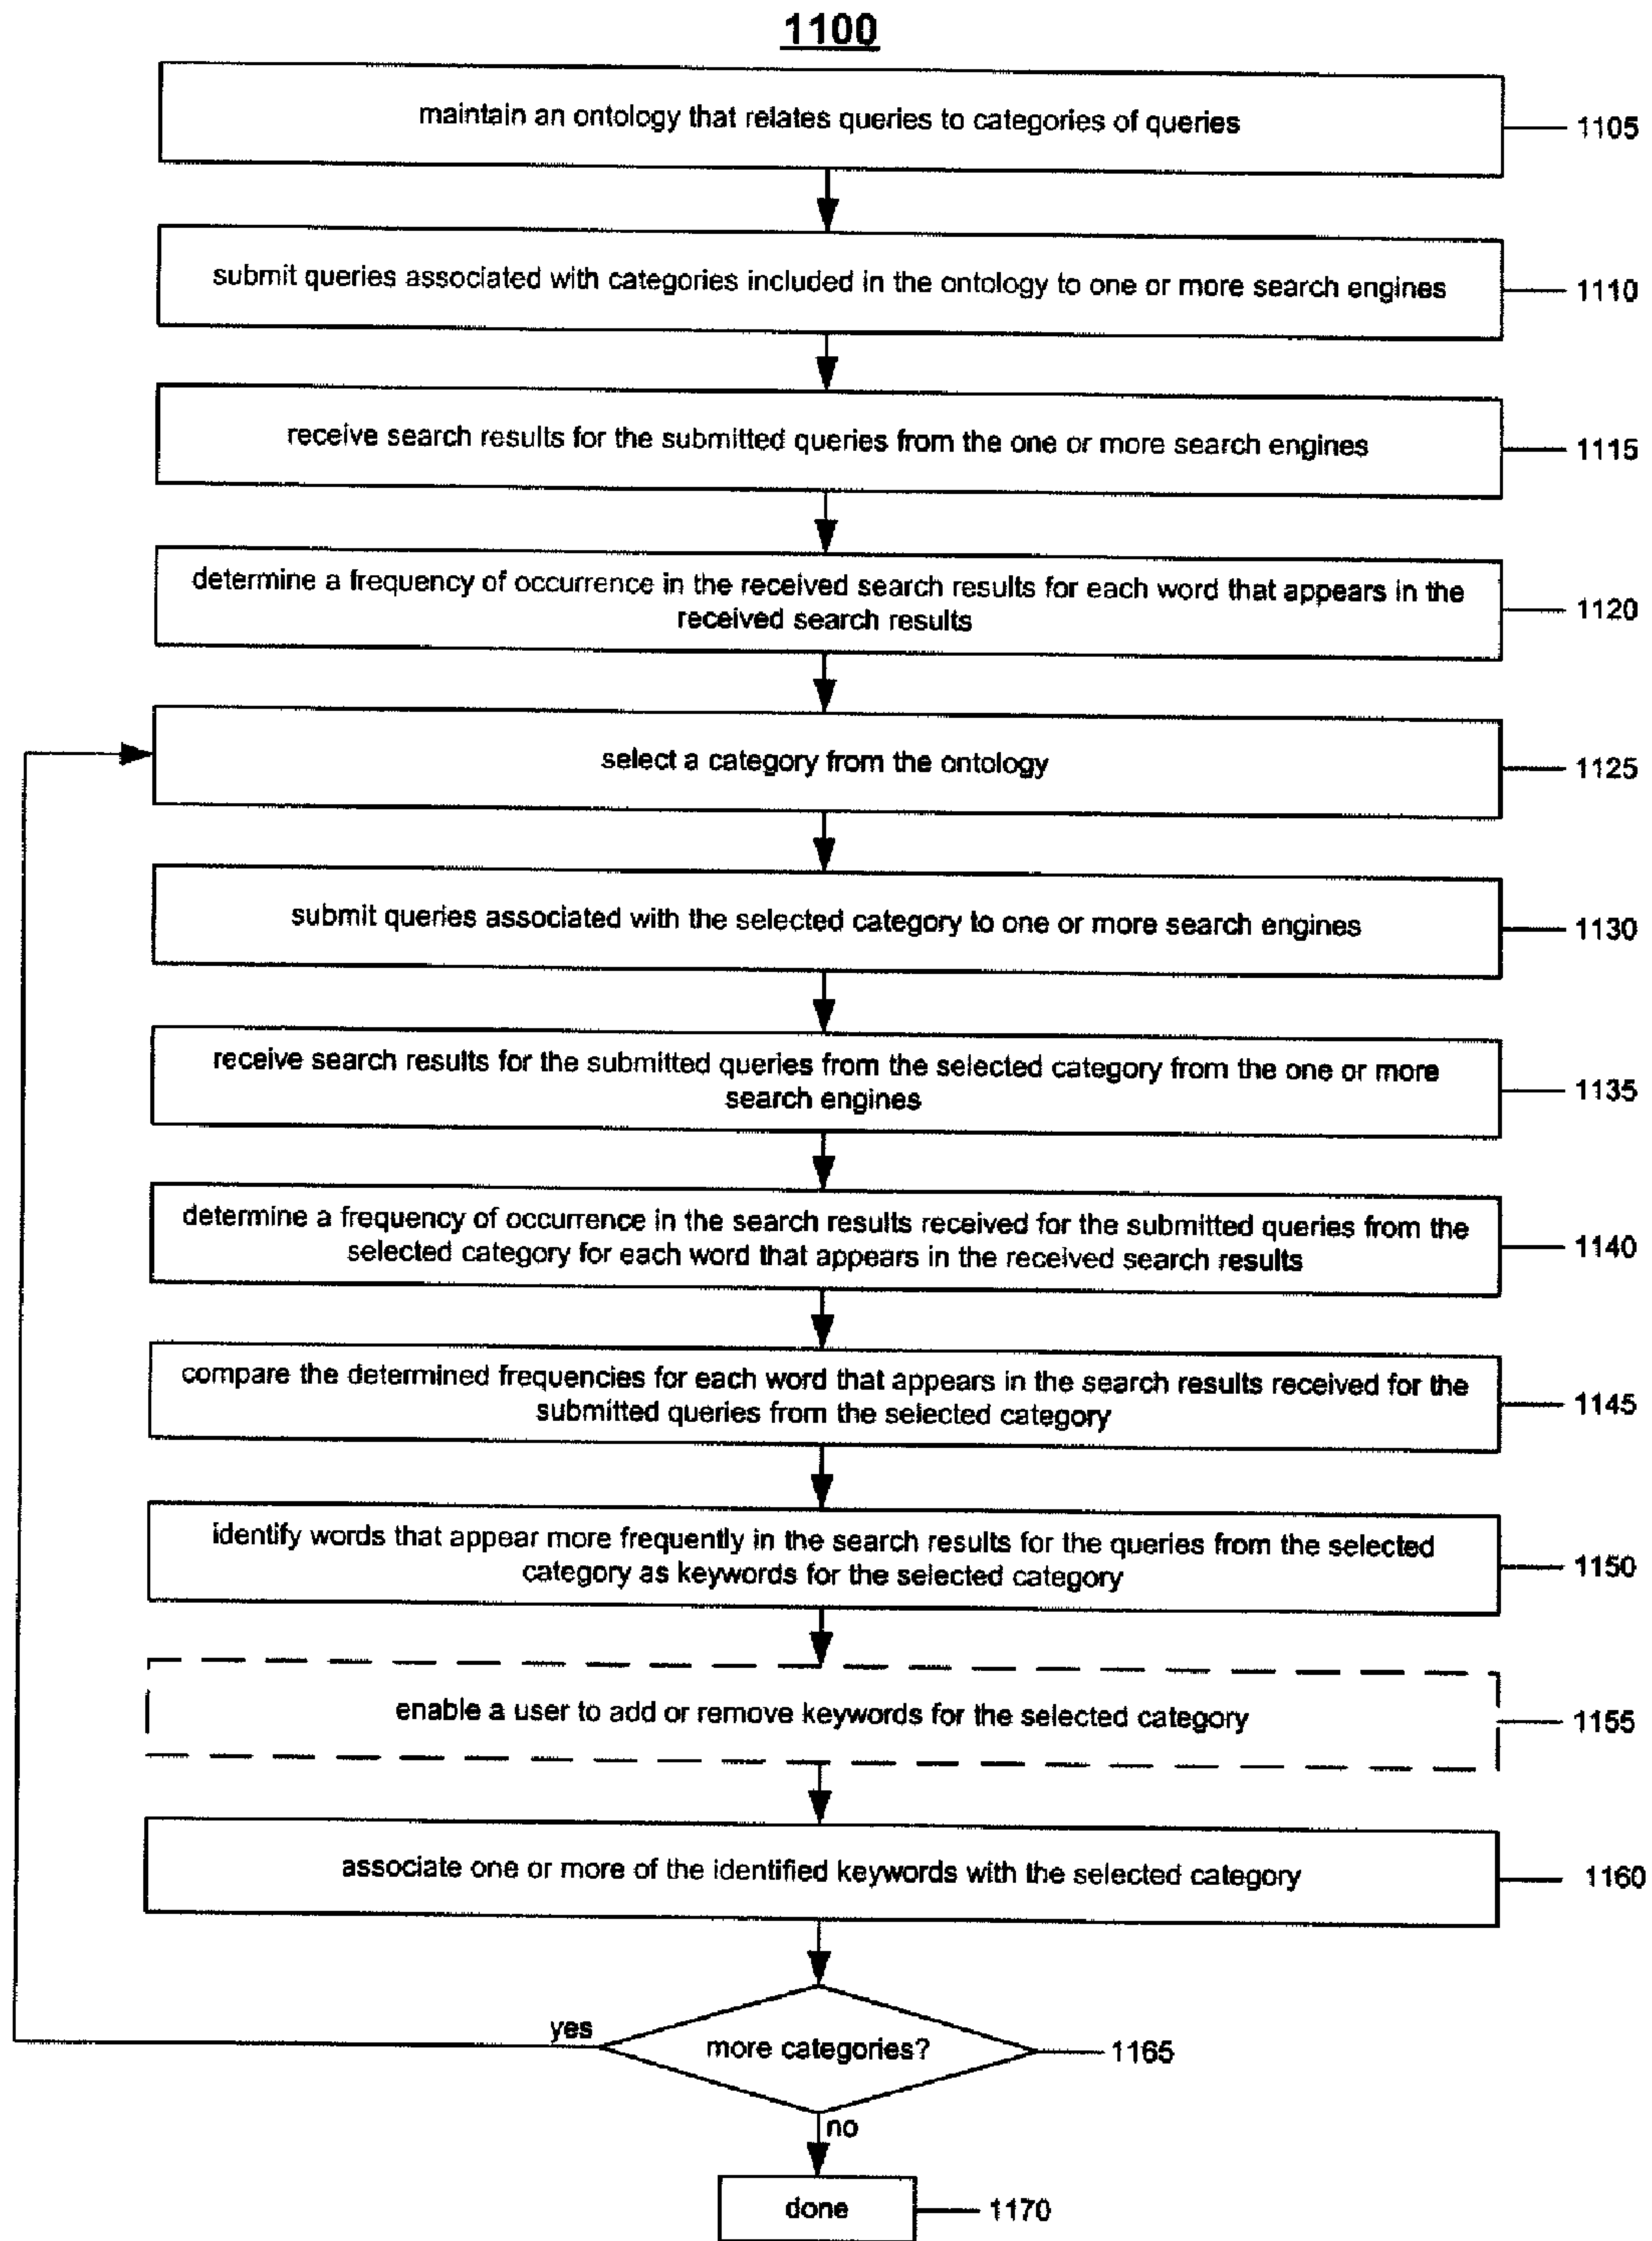 1100
maintain an ontology that relates queries to categories of queries
1105
submit queries associated with categories included in the ontology to one or more search engines
1110
receive search results for the submitted queries from the one or more search engines
1115
determine a frequency of occurrence in the received search results for each word that appears in the
received search results
1120
select a category from the ontology
1125
submit queries associated with the selected category to one or more search engines
1130
receive search results for the submitted queries from the selected category from the one or more
search engines
1135
determine a frequency of occurrence in the search results received for the submitted queries from the
selected category for each word that appears in the received search results
1140
compare the determined frequencies for each word that appears in the search results received for the
submitted queries from the selected category
1145
identify words that appear more frequently in the search results for the queries from the selected
category as keywords for the selected category
1150
enable a user to add or remove keywords for the selected category
1155
associate one or more of the identified keywords with the selected category
1160
yes
more categories?
1165
no
done
1170